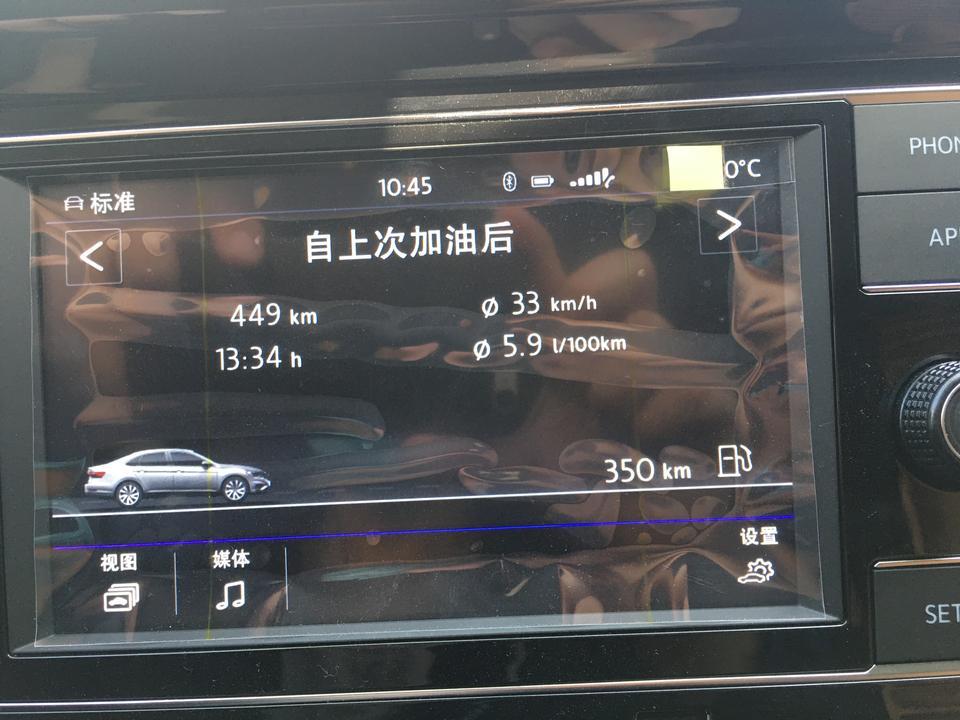 标准
10:45
0°C
自上次加油后
449 km
ø 33 km/h
13:34 h
ø 5.9 l/100km
350 km
视图
媒体
设置
PHON
AP
SET